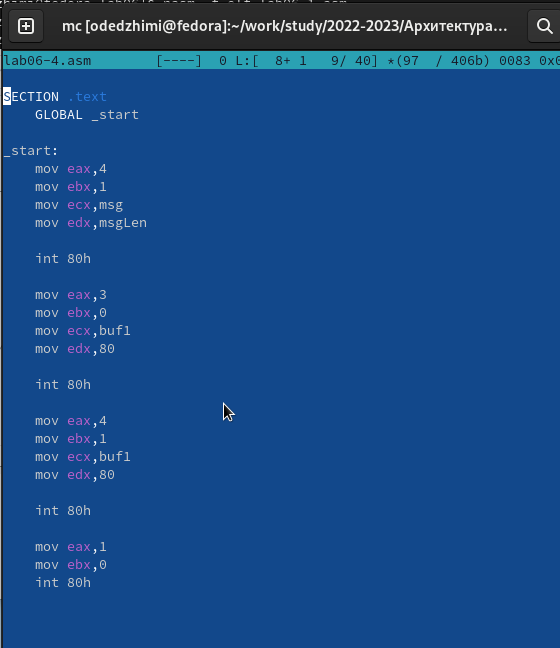 mc [odedzhimi@fedora]:~/work/study/2022-2023/Архитектура...
lab06-4.asm [----] 0 L:[ 8+ 1 9/ 40] *(97 / 406b) 0083 0x0
SECTION .text
GLOBAL _start
_start:
mov eax,4
mov ebx,1
mov ecx,msg
mov edx,msgLen
int 80h
mov eax,3
mov ebx,0
mov ecx,buf1
mov edx,80
int 80h
mov eax,4
mov ebx,1
mov ecx,buf1
mov edx,80
int 80h
mov eax,1
mov ebx,0
int 80h